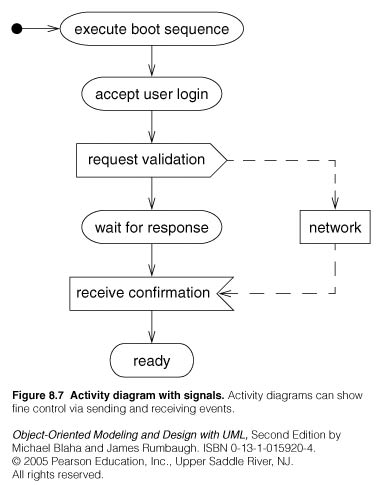 execute boot sequence
accept user login
request validation
wait for response
network
receive confirmation
ready
Figure 8.7 Activity diagram with signals. Activity diagrams can show
fine control via sending and receiving events.
Object-Oriented Modeling and Design with UML, Second Edition by
Michael Blaha and James Rumbaugh. ISBN 0-13-1-015920-4.
© 2005 Pearson Education, Inc., Upper Saddle River, NJ.
All rights reserved.